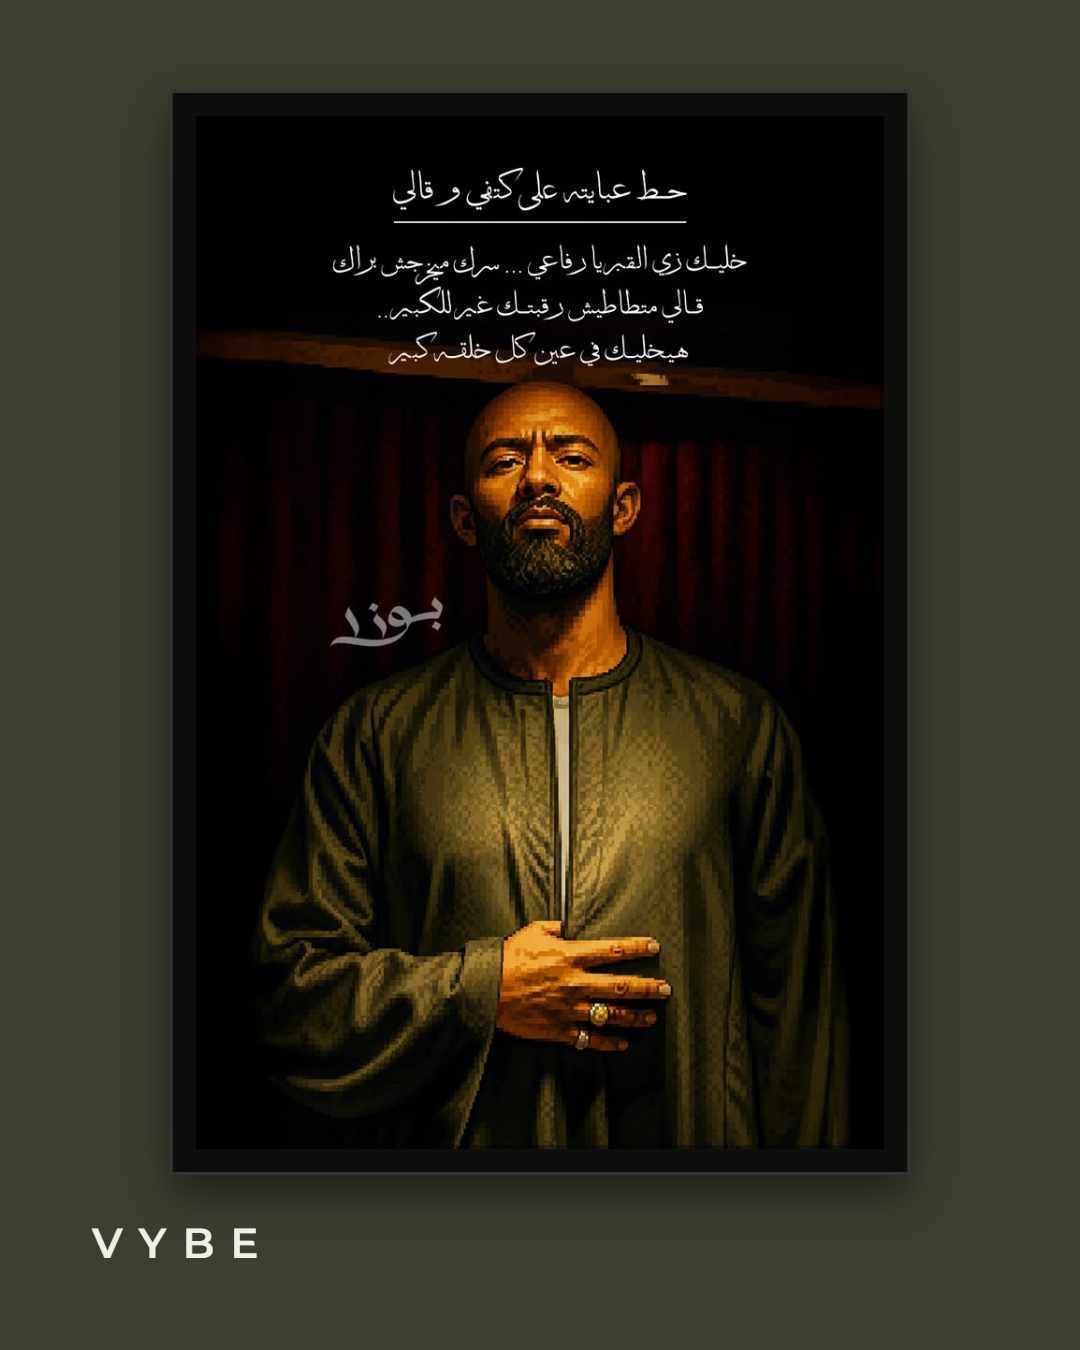 حط عبايته على كتفي و قالي
خليك زي القبر يا رفاعي ... سرك ميخرجش براك
قالي متطاطيش رقبتك غير للكبير..
هيخليك في عين كل خلقه كبير
بوزا
VYBE